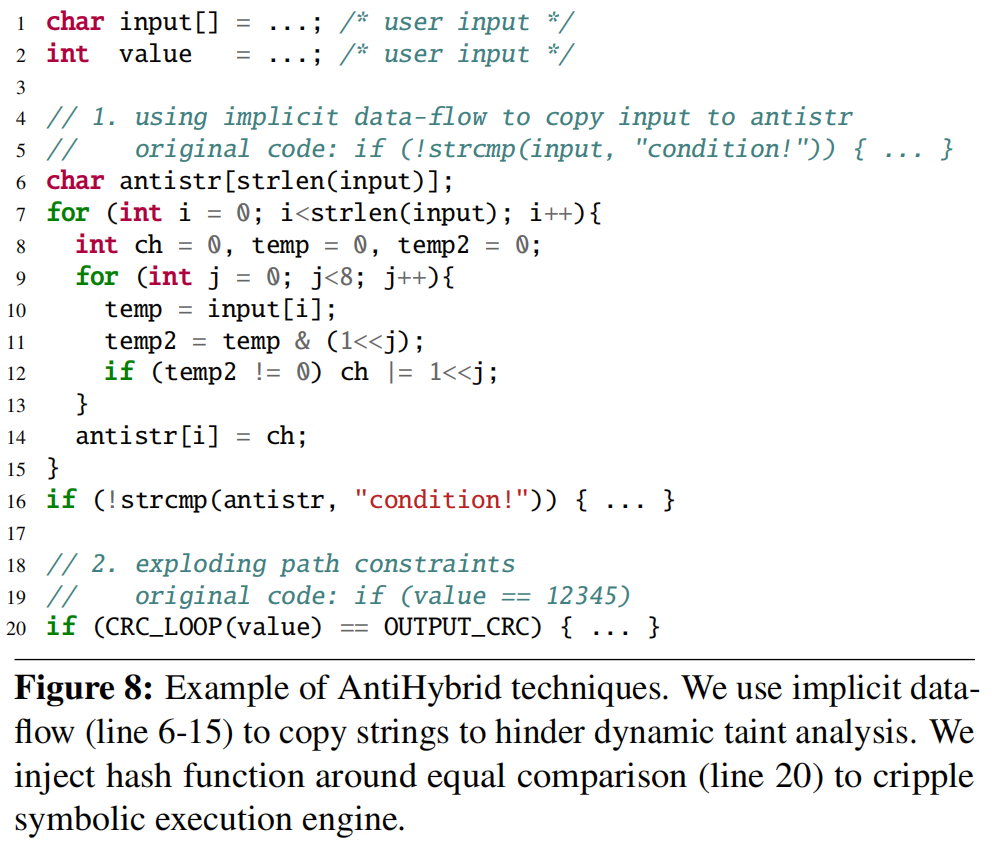 1 char input[] = ...; /* user input */
2 int  value   = ...; /* user input */
3
4 // 1. using implicit data-flow to copy input to antistr
5 //    original code: if (!strcmp(input, "condition!")) { ... }
6 char antistr[strlen(input)];
7 for (int i = 0; i<strlen(input); i++){
8   int ch = 0, temp = 0, temp2 = 0;
9   for (int j = 0; j<8; j++){
10     temp = input[i];
11     temp2 = temp & (1<<j);
12     if (temp2 != 0) ch |= 1<<j;
13   }
14   antistr[i] = ch;
15 }
16 if (!strcmp(antistr, "condition!")) { ... }
17
18 // 2. exploding path constraints
19 //    original code: if (value == 12345)
20 if (CRC_LOOP(value) == OUTPUT_CRC) { ... }
Figure 8: Example of AntiHybrid techniques. We use implicit data-
flow (line 6-15) to copy strings to hinder dynamic taint analysis. We
inject hash function around equal comparison (line 20) to cripple
symbolic execution engine.